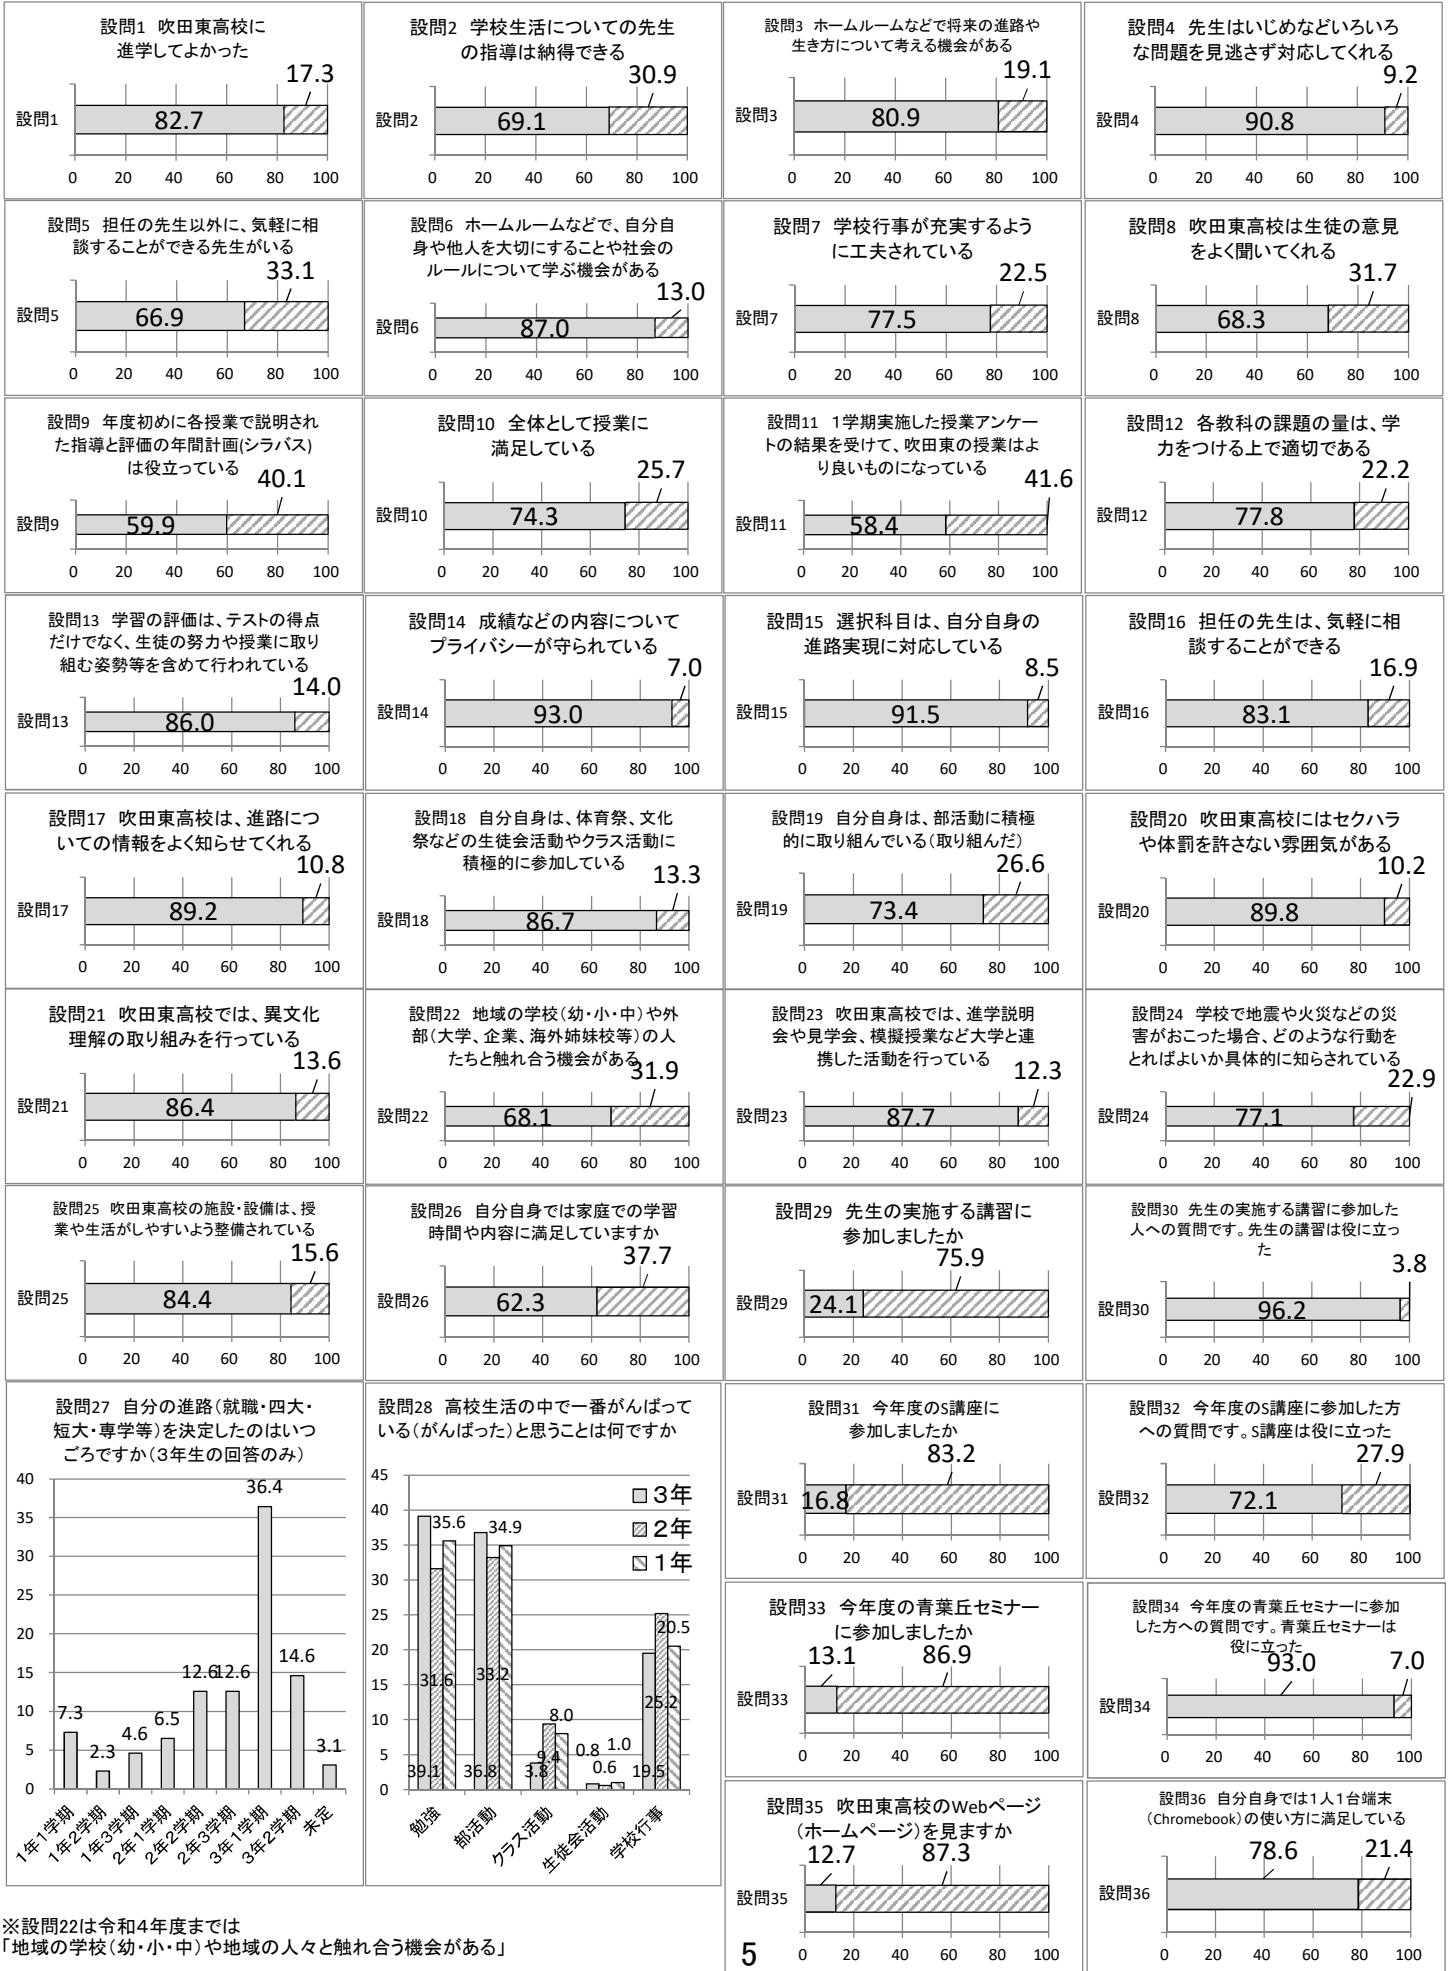 設問1 吹田東高校に
進学してよかった
17.3
設問1
82.7
0 20 40 60 80 100
設問2 学校生活についての先生
の指導は納得できる
30.9
設問2
69.1
0 20 40 60 80 100
設問3 ホームルームなどで将来の進路や
生き方について考える機会がある
19.1
設問3
80.9
0 20 40 60 80 100
設問4 先生はいじめなどいろいろ
な問題を見逃さず対応してくれる
9.2
設問4
90.8
0 20 40 60 80 100
設問5 担任の先生以外に、気軽に相
談することができる先生がいる
33.1
設問5
66.9
0 20 40 60 80 100
設問6 ホームルームなどで、自分自
身や他人を大切にすることや社会の
ルールについて学ぶ機会がある
13.0
設問6
87.0
0 20 40 60 80 100
設問7 学校行事が充実するよう
に工夫されている
22.5
設問7
77.5
0 20 40 60 80 100
設問8 吹田東高校は生徒の意見
をよく聞いてくれる
31.7
設問8
68.3
0 20 40 60 80 100
設問9 年度初めに各授業で説明され
た指導と評価の年間計画(シラバス)
は役立っている
40.1
設問9
59.9
0 20 40 60 80 100
設問10 全体として授業に
満足している
25.7
設問10
74.3
0 20 40 60 80 100
設問11 1学期実施した授業アンケー
トの結果を受けて、吹田東の授業はよ
り良いものになっている
41.6
設問11
58.4
0 20 40 60 80 100
設問12 各教科の課題の量は、学
力をつける上で適切である
22.2
設問12
77.8
0 20 40 60 80 100
設問13 学習の評価は、テストの得点
だけでなく、生徒の努力や授業に取り
組む姿勢等を含めて行われている
14.0
設問13
86.0
0 20 40 60 80 100
設問14 成績などの内容について
プライバシーが守られている
7.0
設問14
93.0
0 20 40 60 80 100
設問15 選択科目は、自分自身の
進路実現に対応している
8.5
設問15
91.5
0 20 40 60 80 100
設問16 担任の先生は、気軽に相
談することができる
16.9
設問16
83.1
0 20 40 60 80 100
設問17 吹田東高校は、進路につ
いての情報をよく知らせてくれる
10.8
設問17
89.2
0 20 40 60 80 100
設問18 自分自身は、体育祭、文化
祭などの生徒会活動やクラス活動に
積極的に参加している
13.3
設問18
86.7
0 20 40 60 80 100
設問19 自分自身は、部活動に積極
的に取り組んでいる(取り組んだ)
26.6
設問19
73.4
0 20 40 60 80 100
設問20 吹田東高校にはセクハラ
や体罰を許さない雰囲気がある
10.2
設問20
89.8
0 20 40 60 80 100
設問21 吹田東高校では、異文化
理解の取り組みを行っている
13.6
設問21
86.4
0 20 40 60 80 100
設問22 地域の学校(幼・小・中)や外
部(大学、企業、海外姉妹校等)の人
たちと触れ合う機会がある
31.9
設問22
68.1
0 20 40 60 80 100
設問23 吹田東高校では、進学説明
会や見学会、模擬授業など大学と連
携した活動を行っている
12.3
設問23
87.7
0 20 40 60 80 100
設問24 学校で地震や火災などの災
害がおこった場合、どのような行動を
とればよいか具体的に知らされている
22.9
設問24
77.1
0 20 40 60 80 100
設問25 吹田東高校の施設・設備は、授
業や生活がしやすいよう整備されている
15.6
設問25
84.4
0 20 40 60 80 100
設問26 自分自身では家庭での学習
時間や内容に満足していますか
37.7
設問26
62.3
0 20 40 60 80 100
設問29 先生の実施する講習に
参加しましたか
75.9
設問29
24.1
0 20 40 60 80 100
設問30 先生の実施する講習に参加した
人への質問です。先生の講習は役に立っ
た
3.8
設問30
96.2
0 20 40 60 80 100
設問27 自分の進路(就職・四大・
短大・専学等)を決定したのはいつ
ごろですか(3年生の回答のみ)
40
35
30
25
20
15
10
5
0
7.3 2.3 4.6 6.5 12.6 12.6 36.4 14.6 3.1
1年1学期 1年2学期 1年3学期 2年1学期 2年2学期 2年3学期 3年1学期 3年2学期 未定
設問28 高校生活の中で一番がんばって
いる(がんばった)と思うことは何ですか
45
40
35
30
25
20
15
10
5
0
3年
2年
1年
39.1 31.6 35.6
36.8 33.2 34.9
3.8 9.4 8.0
0.8 0.6 1.0
19.5 25.2 20.5
勉強 部活動 クラス活動 生徒会活動 学校行事
設問31 今年度のS講座に
参加しましたか
83.2
設問31
16.8
0 20 40 60 80 100
設問32 今年度のS講座に参加した方
への質問です。S講座は役に立った
27.9
設問32
72.1
0 20 40 60 80 100
設問33 今年度の青葉丘セミナー
に参加しましたか
13.1 86.9
設問33
0 20 40 60 80 100
設問34 今年度の青葉丘セミナーに参加
した方への質問です。青葉丘セミナーは
役に立った
93.0 7.0
設問34
0 20 40 60 80 100
設問35 吹田東高校のWebページ
(ホームページ)を見ますか
12.7 87.3
設問35
0 20 40 60 80 100
設問36 自分自身では1人1台端末
(Chromebook)の使い方に満足している
78.6 21.4
設問36
0 20 40 60 80 100
※設問22は令和4年度までは
「地域の学校(幼・小・中)や地域の人々と触れ合う機会がある」
5